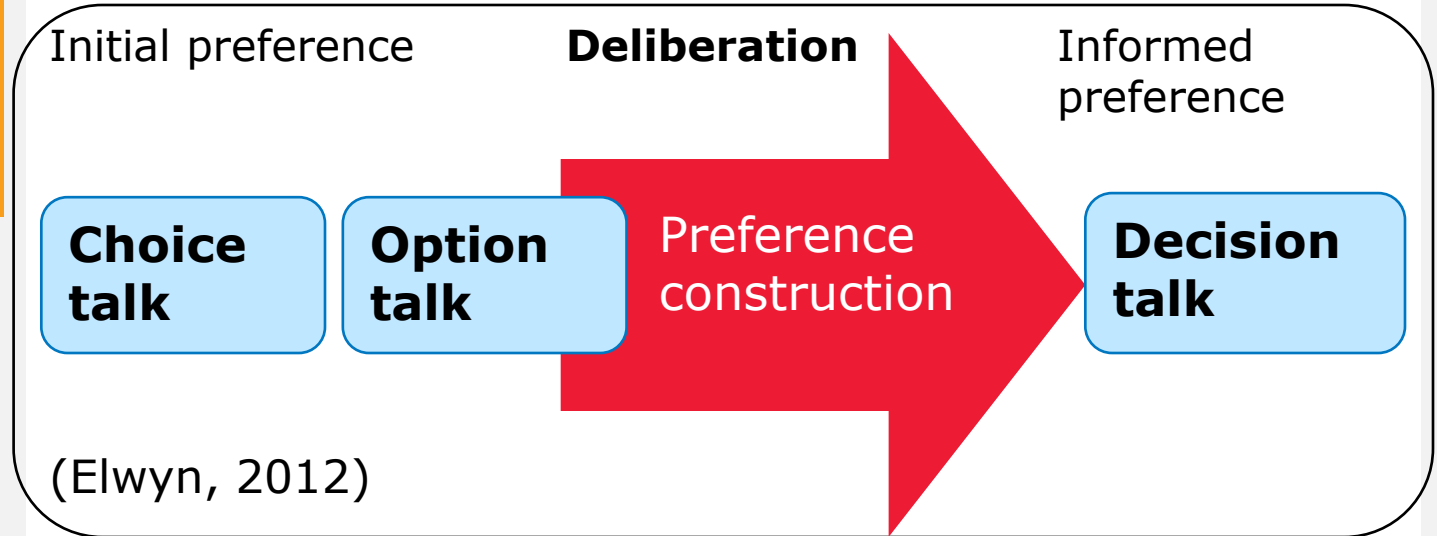 Initial preference
Deliberation
Informed
preference
Choice
talk
Option
talk
Preference
construction
Decision
talk
(Elwyn, 2012)